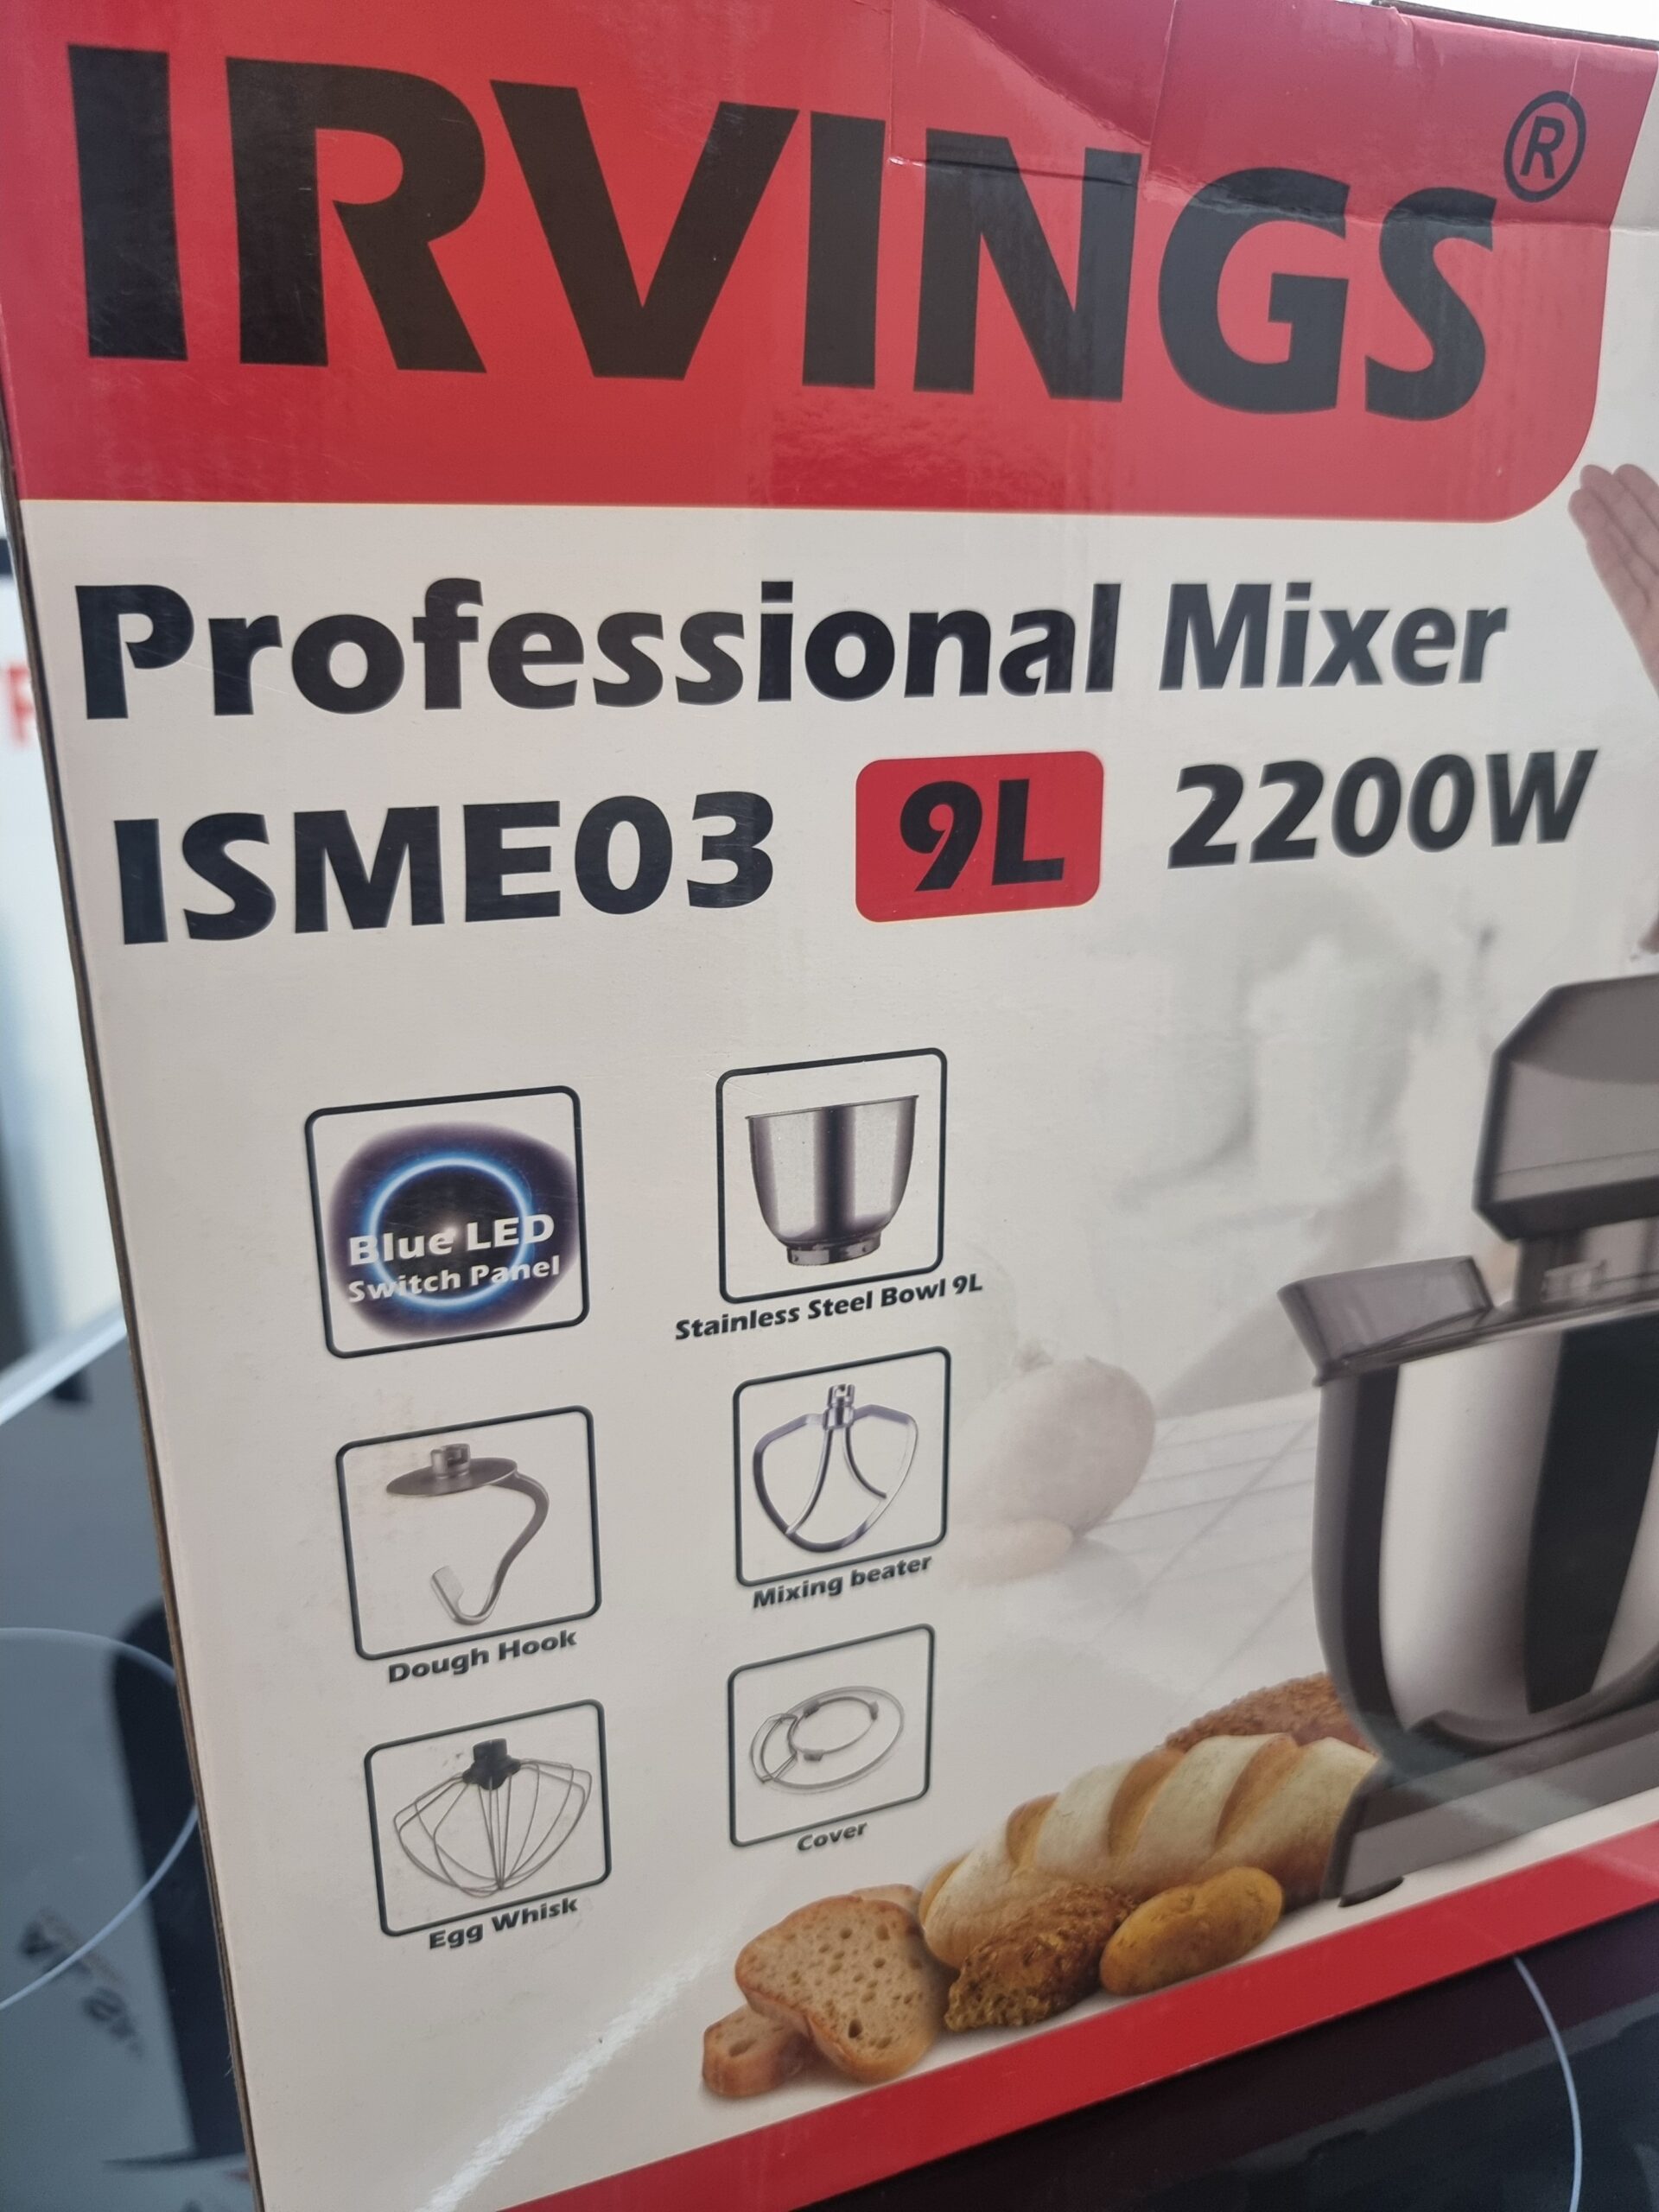 IRVINGS®
Professional Mixer
ISME03 9L 2200W
Blue LED
Switch Panel
Stainless Steel Bowl 9L
Dough Hook
Mixing beater
Egg Whisk
Cover